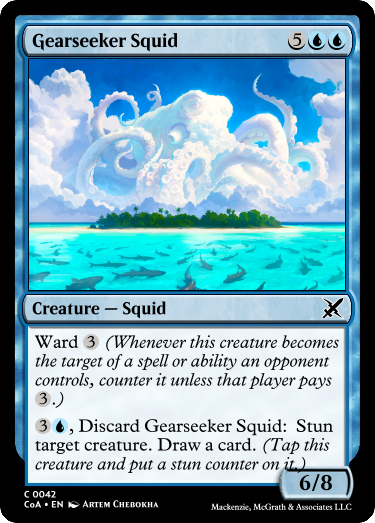 Gearseeker Squid 5UU
Creature — Squid
Ward 3 (Whenever this creature becomes
the target of a spell or ability an opponent
controls, counter it unless that player pays
3.)
3U, Discard Gearseeker Squid: Stun
target creature. Draw a card. (Tap this
creature and put a stun counter on it.)
6/8
C 0042
CoA • EN Artem Chebokha
Mackenzie, McGrath & Associates LLC